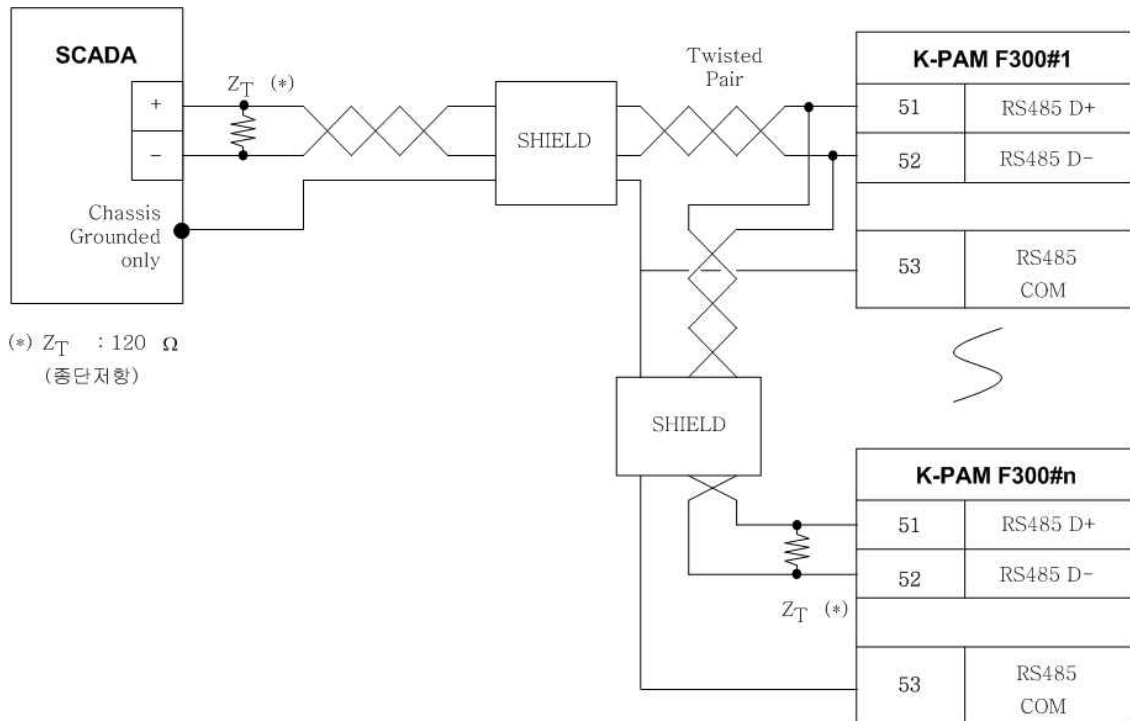 SCADA
+
−
Z_T (*)
Chassis
Grounded
only
(*) Z_T : 120 Ω
(종단저항)
SHIELD
Twisted
Pair
K-PAM F300#1
51 RS485 D+
52 RS485 D-
53 RS485
COM
SHIELD
K-PAM F300#n
51 RS485 D+
52 RS485 D-
Z_T (*)
53 RS485
COM